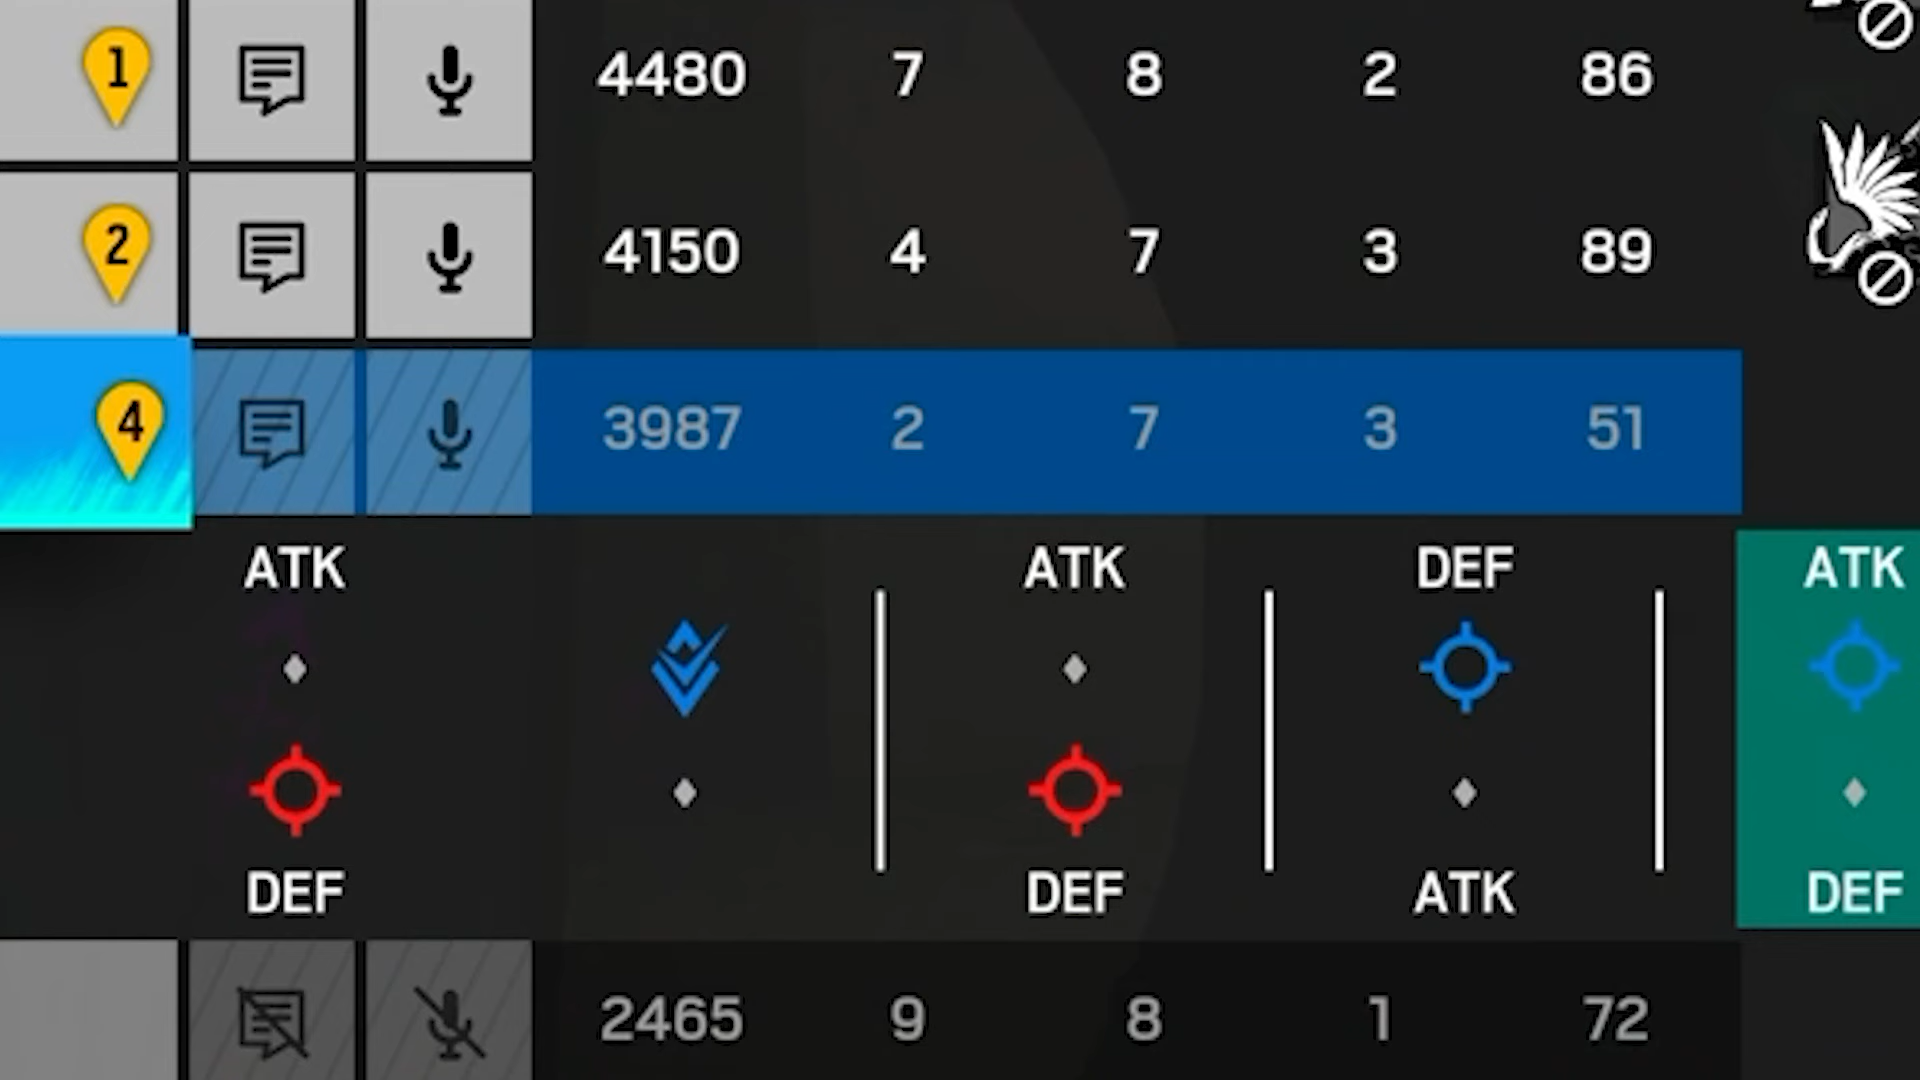 1 4480 7 8 2 86
2 4150 4 7 3 89
4 3987 2 7 3 51
ATK ATK DEF ATK
DEF DEF ATK DEF
2465 9 8 1 72